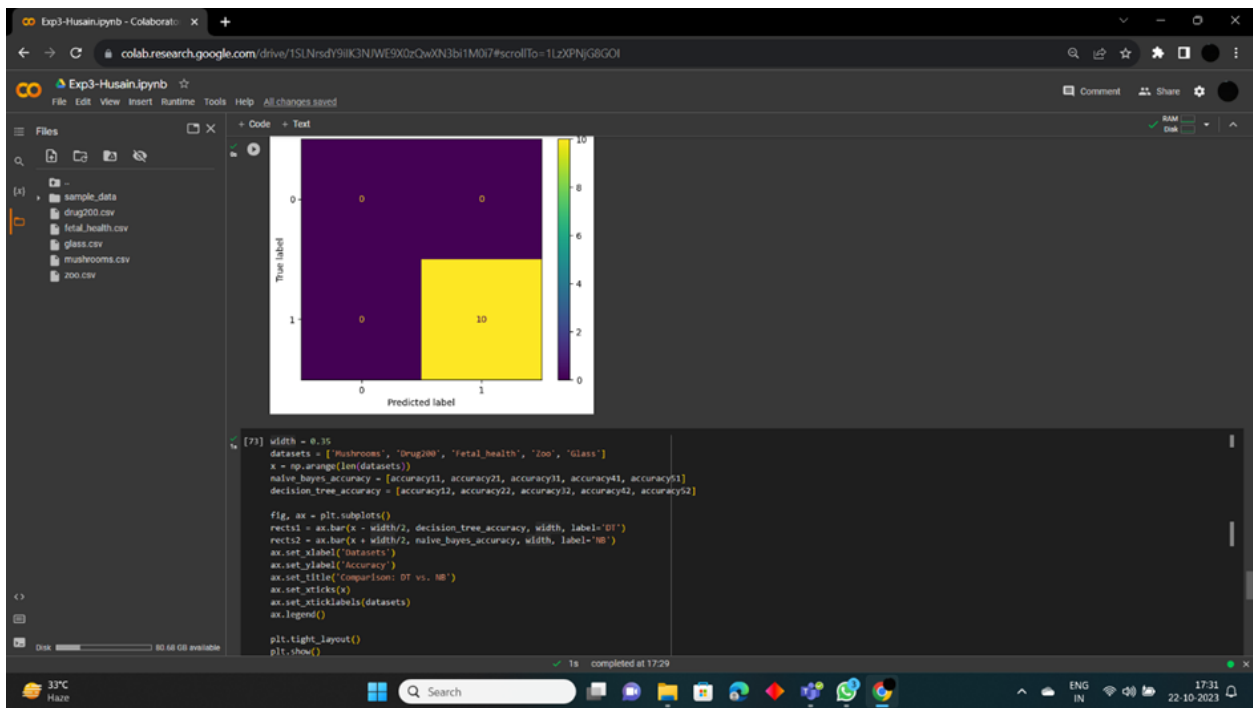 Exp3-Husain.ipynb - Colaborato
colab.research.google.com/drive/1SLNrsdY9iIK3NJWE9X0zQwXN3bi1M0i7#scrollTo=1LzXPNjG8GOI
Exp3-Husain.ipynb
File Edit View Insert Runtime Tools Help All changes saved
Comment Share
Files
+ Code + Text
RAM
Disk
..
sample_data
drug200.csv
fetal_health.csv
glass.csv
mushrooms.csv
zoo.csv
{x}
0s
10
8
6
4
2
0
True label
0
1
0 0
0 10
0 1
Predicted label
1s
[73] width = 0.35
datasets = ['Mushrooms', 'Drug200', 'Fetal_health', 'Zoo', 'Glass']
x = np.arange(len(datasets))
naive_bayes_accuracy = [accuracy11, accuracy21, accuracy31, accuracy41, accuracy51]
decision_tree_accuracy = [accuracy12, accuracy22, accuracy32, accuracy42, accuracy52]
fig, ax = plt.subplots()
rects1 = ax.bar(x - width/2, decision_tree_accuracy, width, label='DT')
rects2 = ax.bar(x + width/2, naive_bayes_accuracy, width, label='NB')
ax.set_xlabel('Datasets')
ax.set_ylabel('Accuracy')
ax.set_title('Comparison: DT vs. NB')
ax.set_xticks(x)
ax.set_xticklabels(datasets)
ax.legend()
plt.tight_layout()
plt.show()
Disk 80.68 GB available
1s completed at 17:29
33°C
Haze
Search
ENG
IN
17:31
22-10-2023